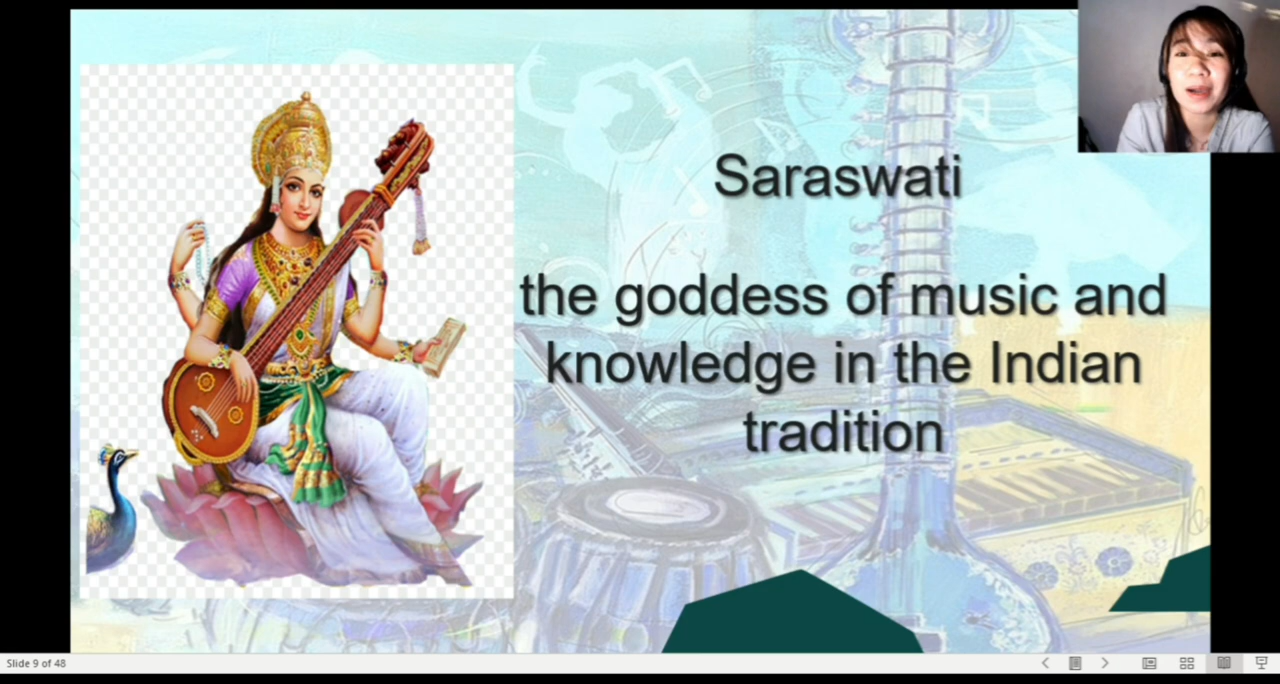 Saraswati
the goddess of music and
knowledge in the Indian
tradition
Slide 9 of 48